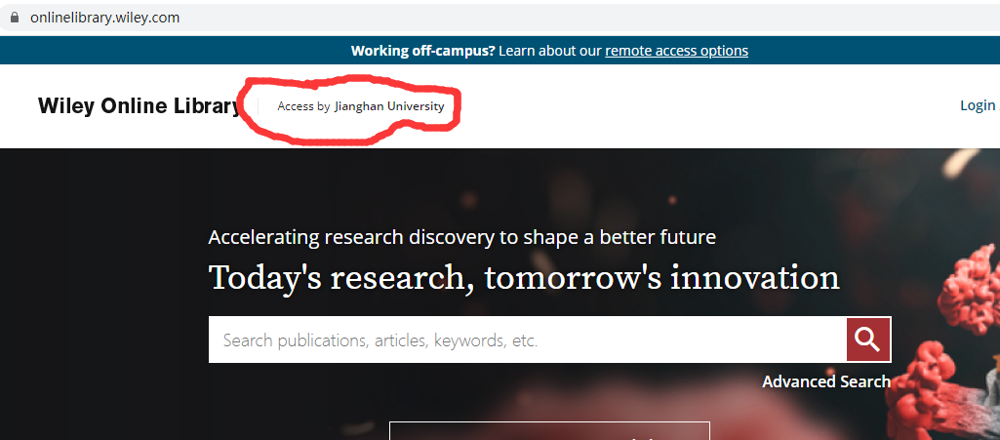 onlinelibrary.wiley.com
Working off-campus? Learn about our remote access options
Wiley Online Library
Access by Jianghan University
Login
Accelerating research discovery to shape a better future
Today's research, tomorrow's innovation
Search publications, articles, keywords, etc.
Advanced Search